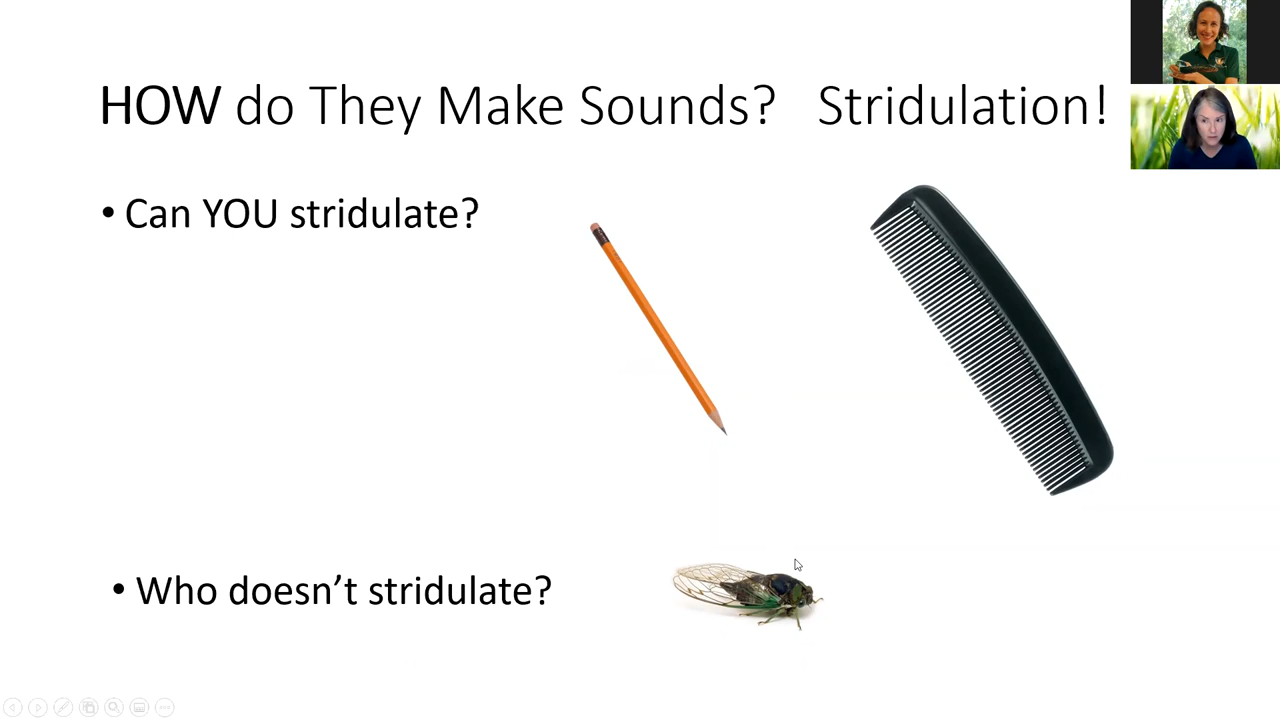 HOW do They Make Sounds? Stridulation!
• Can YOU stridulate?
• Who doesn’t stridulate?